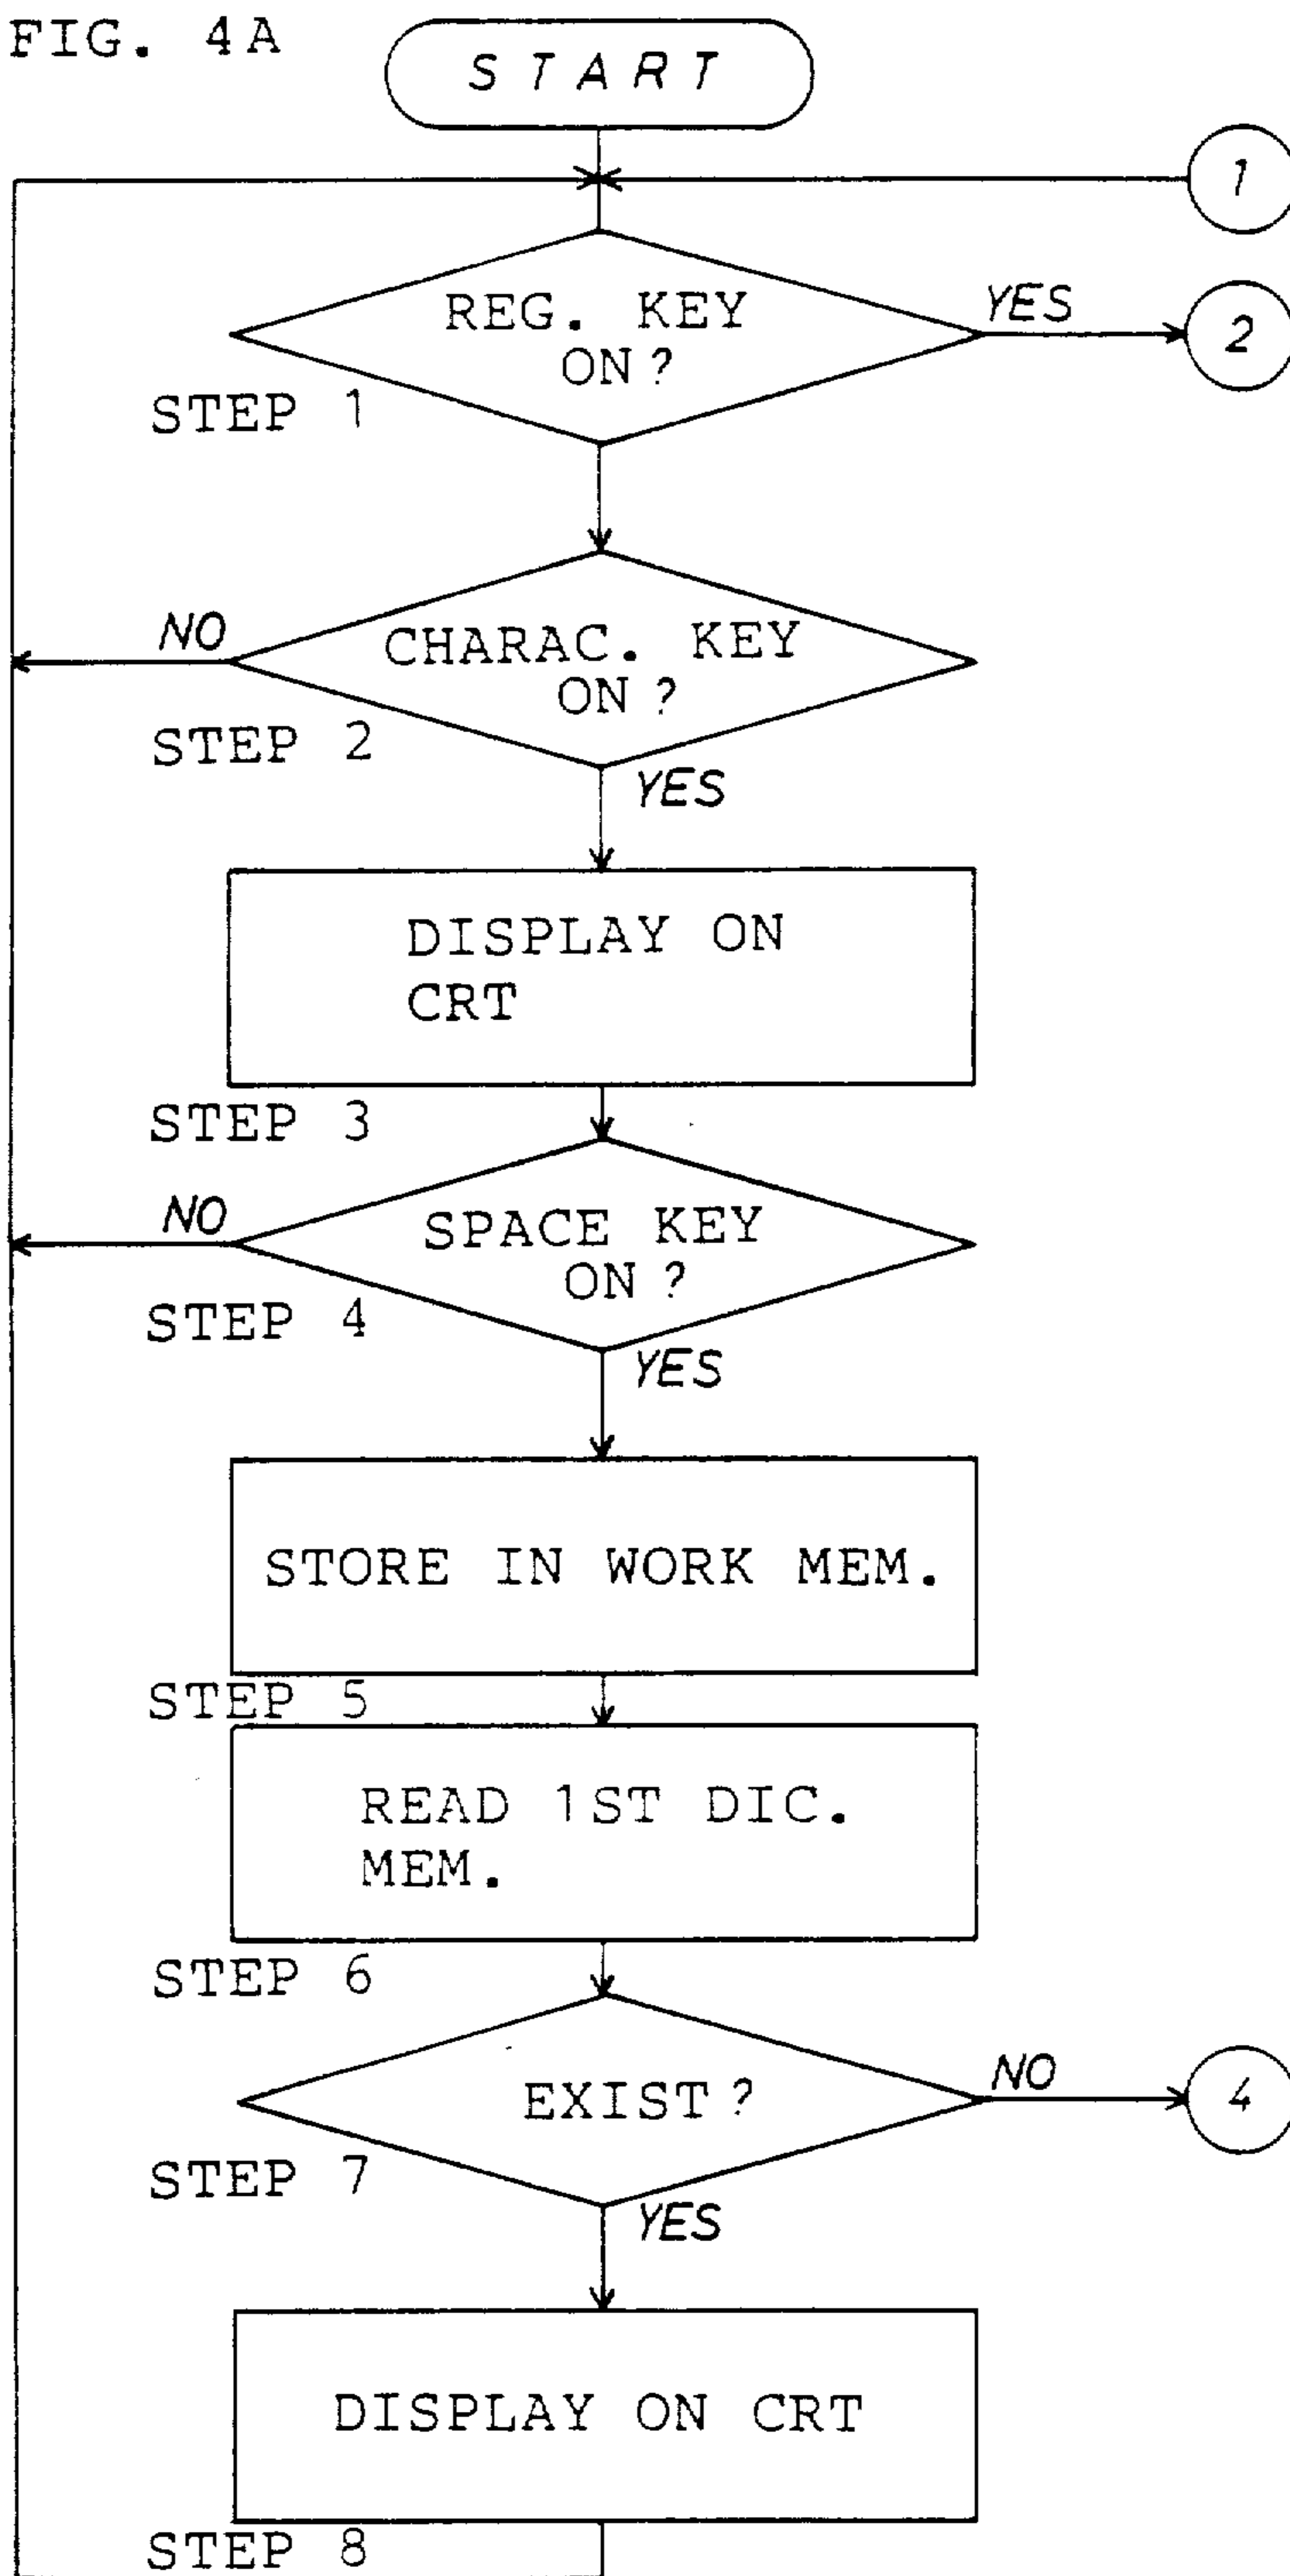 FIG. 4A
START
1
REG. KEY
ON?
YES
2
STEP 1
CHARAC. KEY
ON?
NO
STEP 2
YES
DISPLAY ON
CRT
STEP 3
SPACE KEY
ON?
NO
STEP 4
YES
STORE IN WORK MEM.
STEP 5
READ 1ST DIC.
MEM.
STEP 6
EXIST?
NO
4
STEP 7
YES
DISPLAY ON CRT
STEP 8